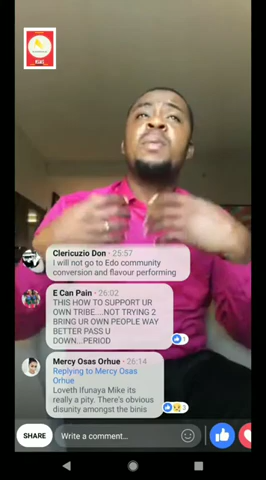 Clericuzio Don • 25:57
I will not go to Edo community
conversion and flavour performing
E Can Pain • 26:02
THIS HOW TO SUPPORT UR
OWN TRIBE....NOT TRYING 2
BRING UR OWN PEOPLE WAY
BETTER PASS U
DOWN...PERIOD
1
Mercy Osas Orhue • 26:14
Replying to Mercy Osas
Orhue
Loveth Ifunaya Mike its
really a pity. There's obvious
disunity amongst the binis
3
SHARE
Write a comment...